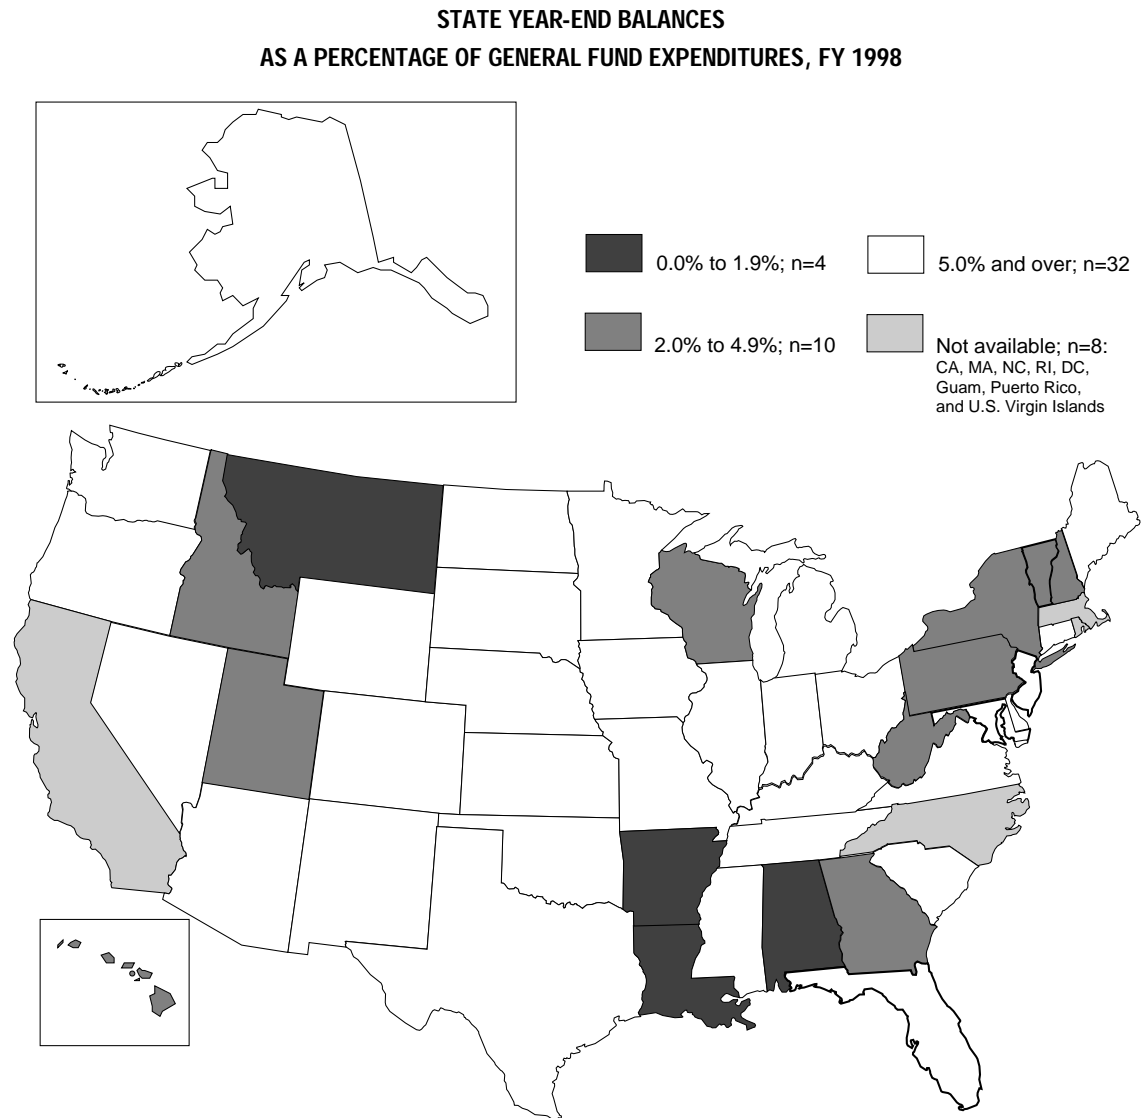 STATE YEAR-END BALANCES
AS A PERCENTAGE OF GENERAL FUND EXPENDITURES, FY 1998
0.0% to 1.9%; n=4
5.0% and over; n=32
2.0% to 4.9%; n=10
Not available; n=8:
CA, MA, NC, RI, DC,
Guam, Puerto Rico,
and U.S. Virgin Islands